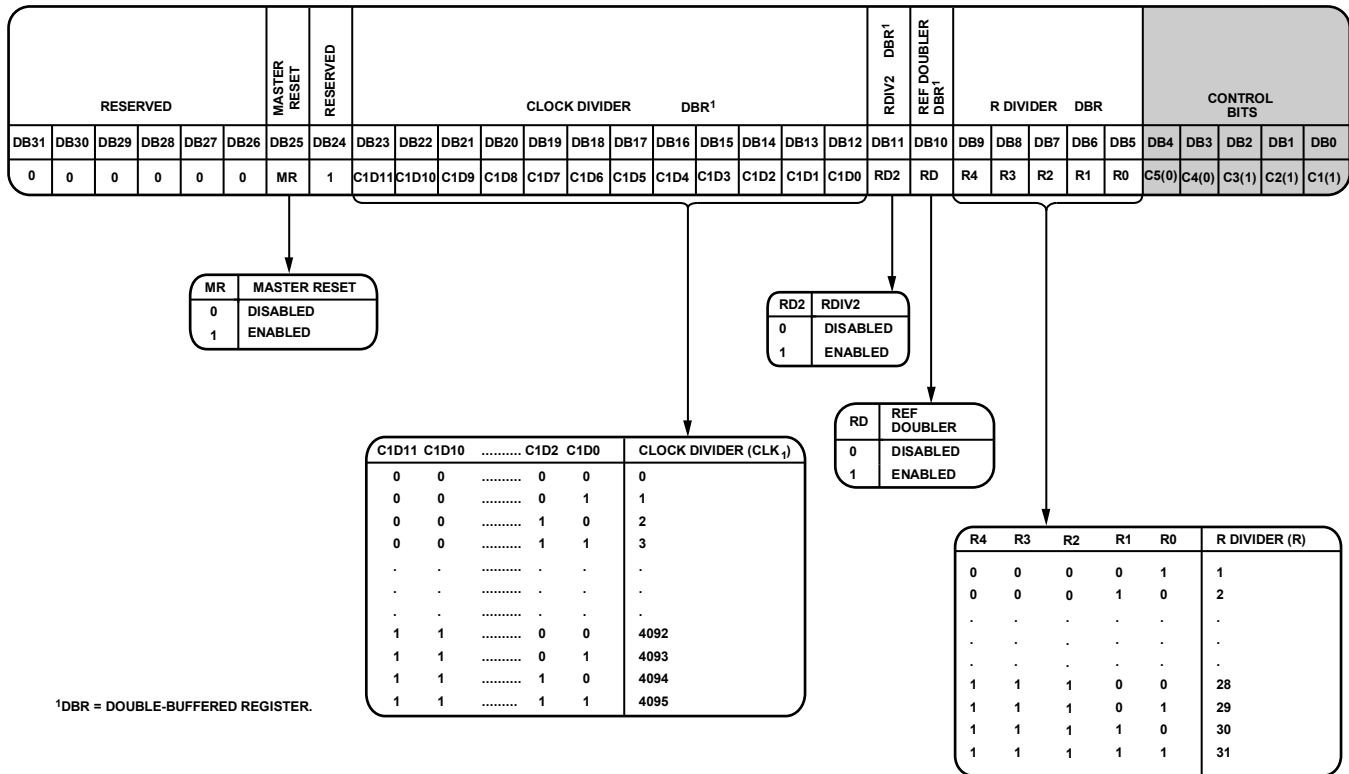 RESERVED
MASTER RESET
RESERVED
CLOCK DIVIDER DBR¹
RDIV2 DBR¹
REF DOUBLER DBR¹
R DIVIDER DBR
CONTROL BITS
DB31 DB30 DB29 DB28 DB27 DB26 DB25 DB24 DB23 DB22 DB21 DB20 DB19 DB18 DB17 DB16 DB15 DB14 DB13 DB12 DB11 DB10 DB9 DB8 DB7 DB6 DB5 DB4 DB3 DB2 DB1 DB0
0 0 0 0 0 0 MR 1 C1D11 C1D10 C1D9 C1D8 C1D7 C1D6 C1D5 C1D4 C1D3 C1D2 C1D1 C1D0 RD2 RD R4 R3 R2 R1 R0 C5(0) C4(0) C3(1) C2(1) C1(1)
MR MASTER RESET
0 DISABLED
1 ENABLED
RD2 RDIV2
0 DISABLED
1 ENABLED
RD REF DOUBLER
0 DISABLED
1 ENABLED
C1D11 C1D10 .......... C1D2 C1D0 CLOCK DIVIDER (CLK₁)
0 0 .......... 0 0 0
0 0 .......... 0 1 1
0 0 .......... 1 0 2
0 0 .......... 1 1 3
. . .......... . . .
. . .......... . . .
. . .......... . . .
1 1 .......... 0 0 4092
1 1 .......... 0 1 4093
1 1 .......... 1 0 4094
1 1 ......... 1 1 4095
R4 R3 R2 R1 R0 R DIVIDER (R)
0 0 0 0 1 1
0 0 0 1 0 2
. . . . . .
. . . . . .
. . . . . .
1 1 1 0 0 28
1 1 1 0 1 29
1 1 1 1 0 30
1 1 1 1 1 31
¹DBR = DOUBLE-BUFFERED REGISTER.